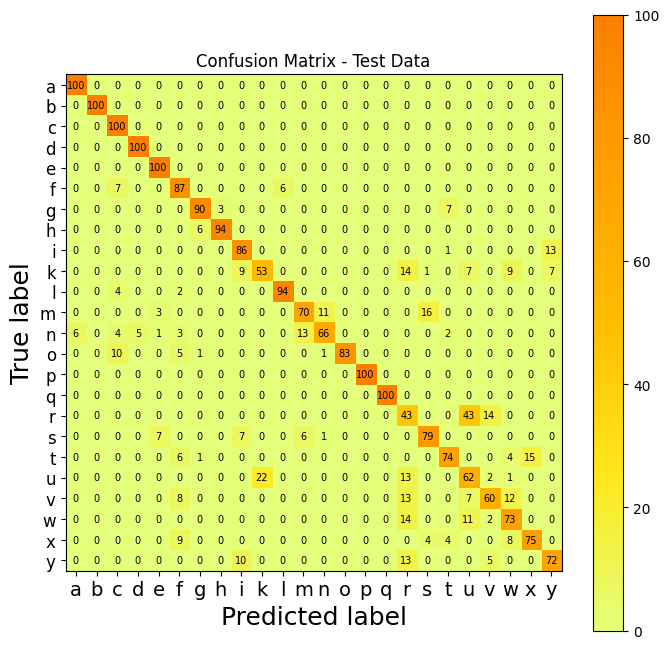 Confusion Matrix - Test Data
True label
a 100 0 0 0 0 0 0 0 0 0 0 0 0 0 0 0 0 0 0 0 0 0 0 0
b 0 100 0 0 0 0 0 0 0 0 0 0 0 0 0 0 0 0 0 0 0 0 0 0
c 0 0 100 0 0 0 0 0 0 0 0 0 0 0 0 0 0 0 0 0 0 0 0 0
d 0 0 0 100 0 0 0 0 0 0 0 0 0 0 0 0 0 0 0 0 0 0 0 0
e 0 0 0 0 100 0 0 0 0 0 0 0 0 0 0 0 0 0 0 0 0 0 0 0
f 0 0 7 0 0 87 0 0 0 0 6 0 0 0 0 0 0 0 0 0 0 0 0 0
g 0 0 0 0 0 0 90 3 0 0 0 0 0 0 0 0 0 0 7 0 0 0 0 0
h 0 0 0 0 0 0 6 94 0 0 0 0 0 0 0 0 0 0 0 0 0 0 0 0
i 0 0 0 0 0 0 0 0 86 0 0 0 0 0 0 0 0 0 1 0 0 0 0 13
k 0 0 0 0 0 0 0 0 9 53 0 0 0 0 0 0 14 1 0 7 0 9 0 7
l 0 0 4 0 0 2 0 0 0 0 94 0 0 0 0 0 0 0 0 0 0 0 0 0
m 0 0 0 0 3 0 0 0 0 0 0 70 11 0 0 0 0 16 0 0 0 0 0 0
n 6 0 4 5 1 3 0 0 0 0 0 13 66 0 0 0 0 0 2 0 0 0 0 0
o 0 0 10 0 0 5 1 0 0 0 0 0 1 83 0 0 0 0 0 0 0 0 0 0
p 0 0 0 0 0 0 0 0 0 0 0 0 0 0 100 0 0 0 0 0 0 0 0 0
q 0 0 0 0 0 0 0 0 0 0 0 0 0 0 0 100 0 0 0 0 0 0 0 0
r 0 0 0 0 0 0 0 0 0 0 0 0 0 0 0 0 43 0 0 43 14 0 0 0
s 0 0 0 0 7 0 0 0 7 0 0 6 1 0 0 0 0 79 0 0 0 0 0 0
t 0 0 0 0 0 6 1 0 0 0 0 0 0 0 0 0 0 0 74 0 0 4 15 0
u 0 0 0 0 0 0 0 0 0 22 0 0 0 0 0 0 13 0 0 62 2 1 0 0
v 0 0 0 0 0 8 0 0 0 0 0 0 0 0 0 0 13 0 0 7 60 12 0 0
w 0 0 0 0 0 0 0 0 0 0 0 0 0 0 0 0 14 0 0 11 2 73 0 0
x 0 0 0 0 0 9 0 0 0 0 0 0 0 0 0 0 0 4 4 0 0 8 75 0
y 0 0 0 0 0 0 0 0 10 0 0 0 0 0 0 0 13 0 0 0 5 0 0 72
a b c d e f g h i k l m n o p q r s t u v w x y
Predicted label
100
80
60
40
20
0